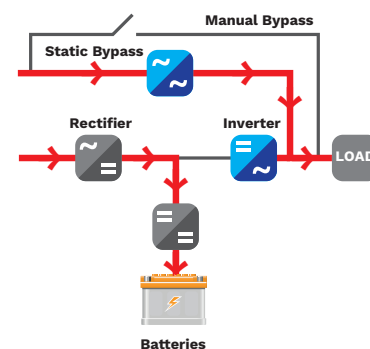 Manual Bypass
Static Bypass
Rectifier
Inverter
LOAD
Batteries